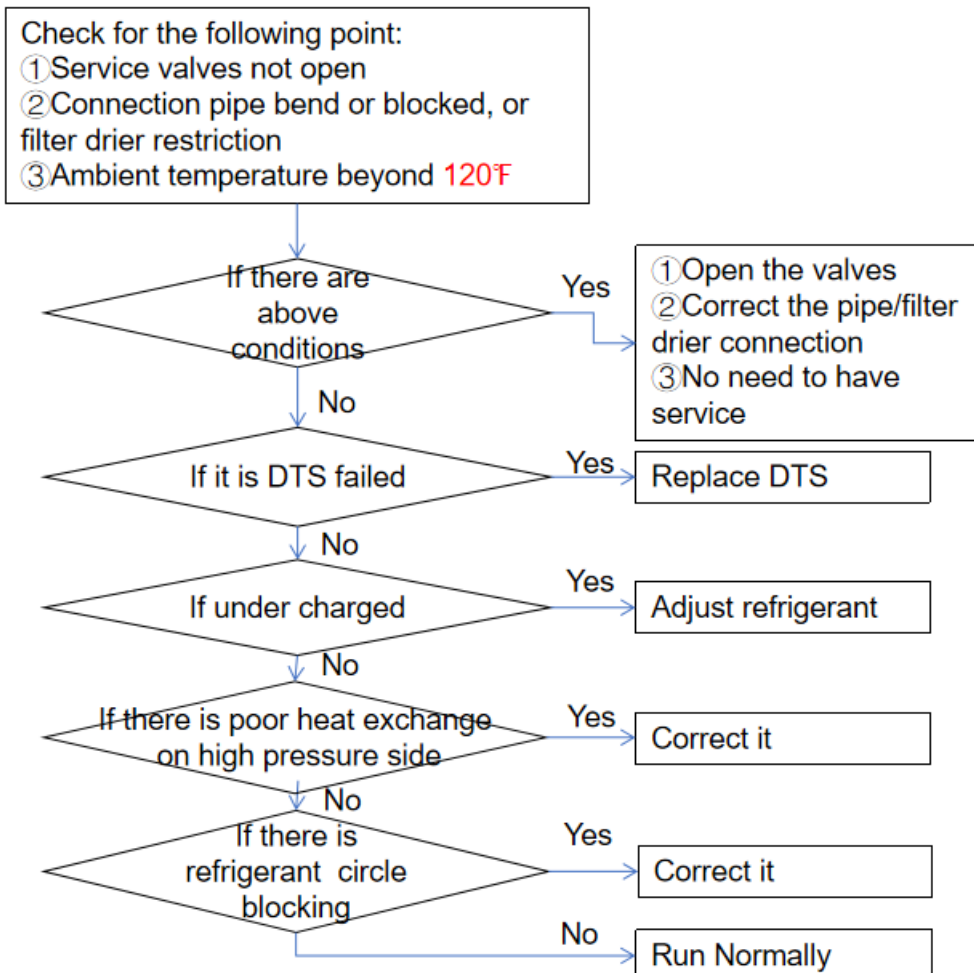 Check for the following point:
①Service valves not open
②Connection pipe bend or blocked, or
filter drier restriction
③Ambient temperature beyond 120℉
If there are
above
conditions
Yes
①Open the valves
②Correct the pipe/filter
drier connection
③No need to have
service
No
If it is DTS failed
Yes
Replace DTS
No
If under charged
Yes
Adjust refrigerant
No
If there is poor heat exchange
on high pressure side
Yes
Correct it
No
If there is
refrigerant circle
blocking
Yes
Correct it
No
Run Normally